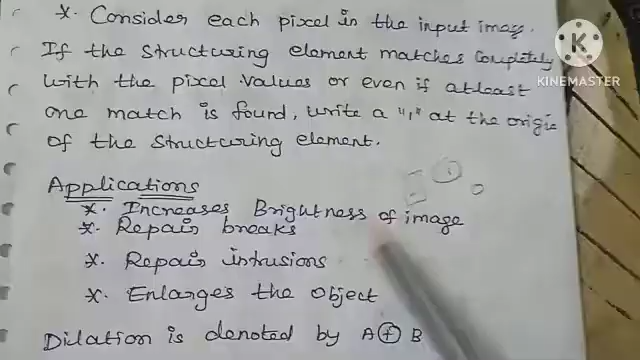 *. Consider each pixel in the input image.
If the structuring element matches completely
with the pixel values or even if atleast
one match is found, write a "1" at the origin
of the structuring element.
Applications
*. Increases Brightness of image
*. Repair breaks
*. Repair intrusions.
*. Enlarges the object
Dilation is denoted by A ⊕ B
K
KINEMASTER